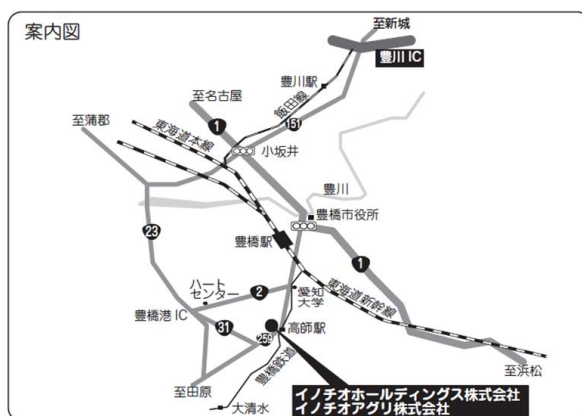 案内図
至新城
豊川IC
豊川駅
飯田線
至名古屋
151
至蒲郡
東海道本線
1
小坂井
豊川
豊橋市役所
23
豊橋駅
1
ハート
センター
2
愛知
大学
東海道新幹線
豊橋港IC
31
259
高師駅
至浜松
豊橋鉄道
至田原
大清水
イノチオホールディングス株式会社
イノチオアグリ株式会社